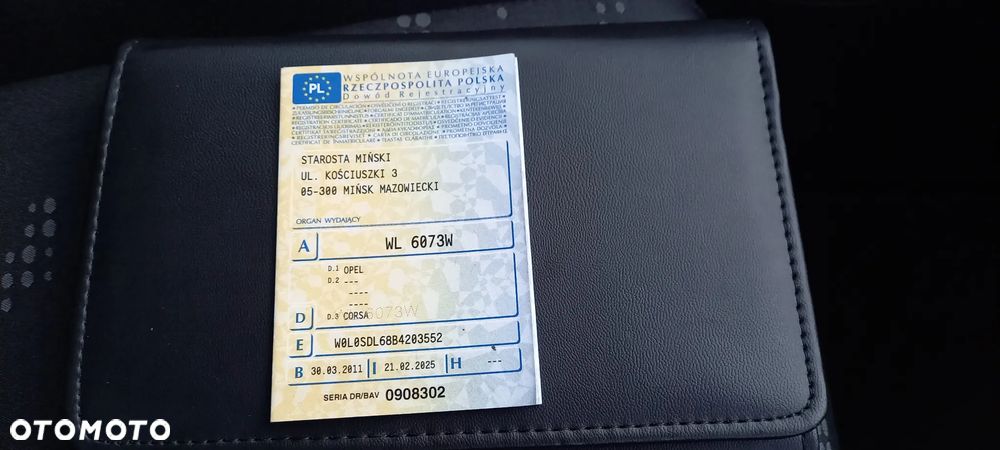 PL
WSPÓLNOTA EUROPEJSKA
RZECZPOSPOLITA POLSKA
Dowód Rejestracyjny
STAROSTA MIŃSKI
UL. KOŚCIUSZKI 3
05-300 MIŃSK MAZOWIECKI
ORGAN WYDAJĄCY
A WL 6073W
D.1 OPEL
D.2 ---
----
----
D D.3 CORSA
E W0L0SDL68B4203552
B 30.03.2011 I 21.02.2025 H ---
SERIA DR/BAV 0908302
OTOMOTO